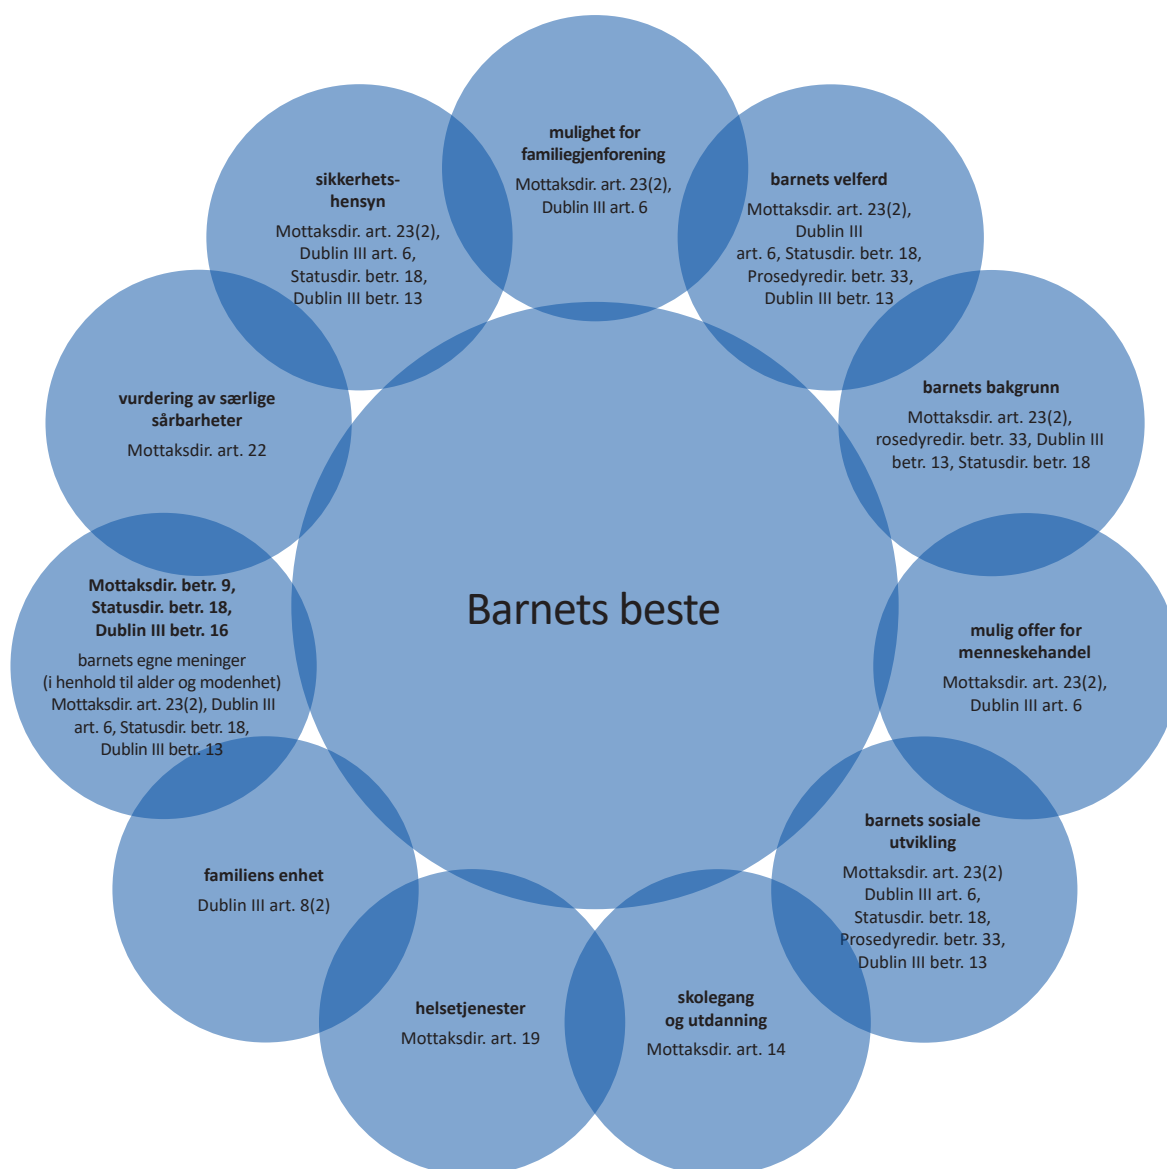 mulighet for
familiegjenforening
Mottaksdir. art. 23(2),
Dublin III art. 6
barnets velferd
Mottaksdir. art. 23(2),
Dublin III
art. 6, Statusdir. betr. 18,
Prosedyredir. betr. 33,
Dublin III betr. 13
barnets bakgrunn
Mottaksdir. art. 23(2),
rosedyredir. betr. 33, Dublin III
betr. 13, Statusdir. betr. 18
mulig offer for
menneskehandel
Mottaksdir. art. 23(2),
Dublin III art. 6
barnets sosiale
utvikling
Mottaksdir. art. 23(2)
Dublin III art. 6,
Statusdir. betr. 18,
Prosedyredir. betr. 33,
Dublin III betr. 13
skolegang
og utdanning
Mottaksdir. art. 14
helsetjenester
Mottaksdir. art. 19
familiens enhet
Dublin III art. 8(2)
Mottaksdir. betr. 9,
Statusdir. betr. 18,
Dublin III betr. 16
barnets egne meninger
(i henhold til alder og modenhet)
Mottaksdir. art. 23(2), Dublin III
art. 6, Statusdir. betr. 18,
Dublin III betr. 13
vurdering av særlige
sårbarheter
Mottaksdir. art. 22
sikkerhets-
hensyn
Mottaksdir. art. 23(2),
Dublin III art. 6,
Statusdir. betr. 18,
Dublin III betr. 13
Barnets beste